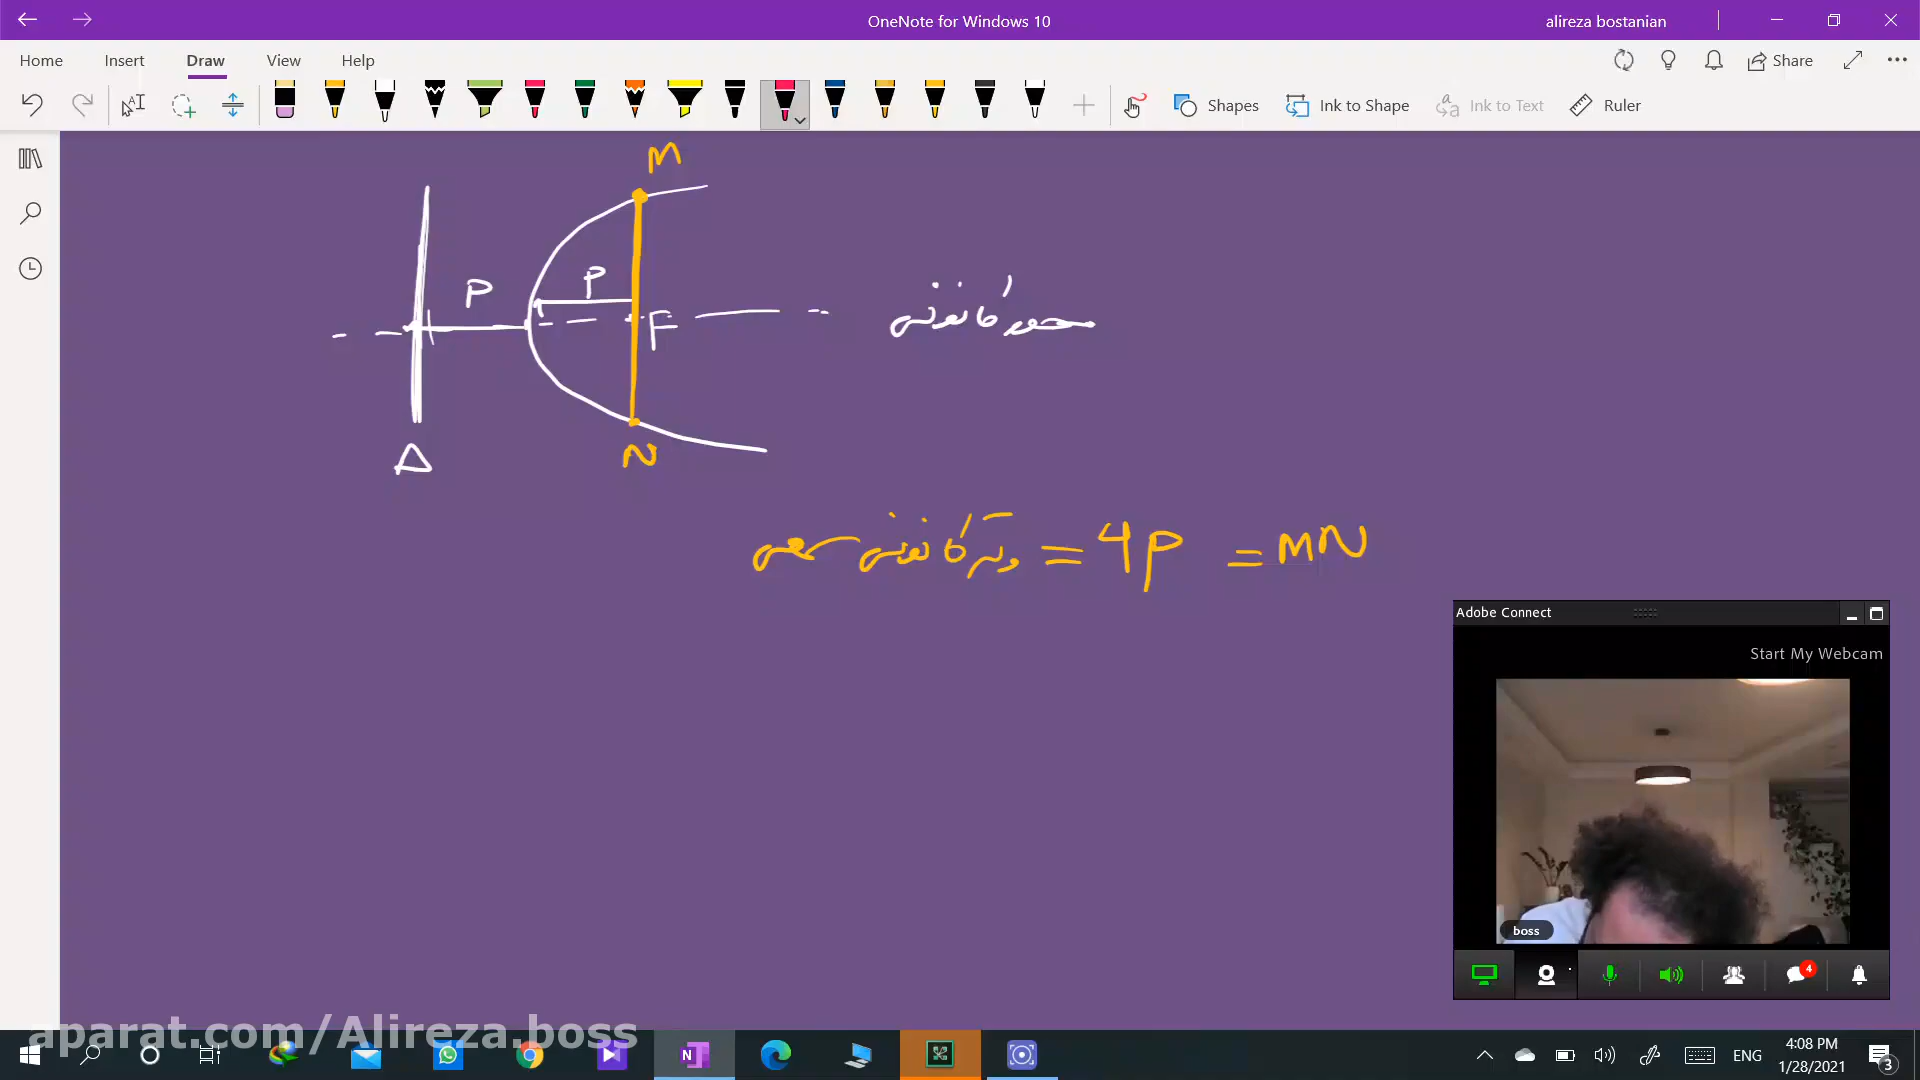 OneNote for Windows 10
alireza bostanian
Home Insert Draw View Help
Share
Shapes
Ink to Shape
Ink to Text
Ruler
M
P
P
F
محور کانونی
Δ
N
وتر کانونی = 4P = MN
Adobe Connect
Start My Webcam
boss
4
aparat.com/Alireza.boss
ENG
4:08 PM
1/28/2021
3